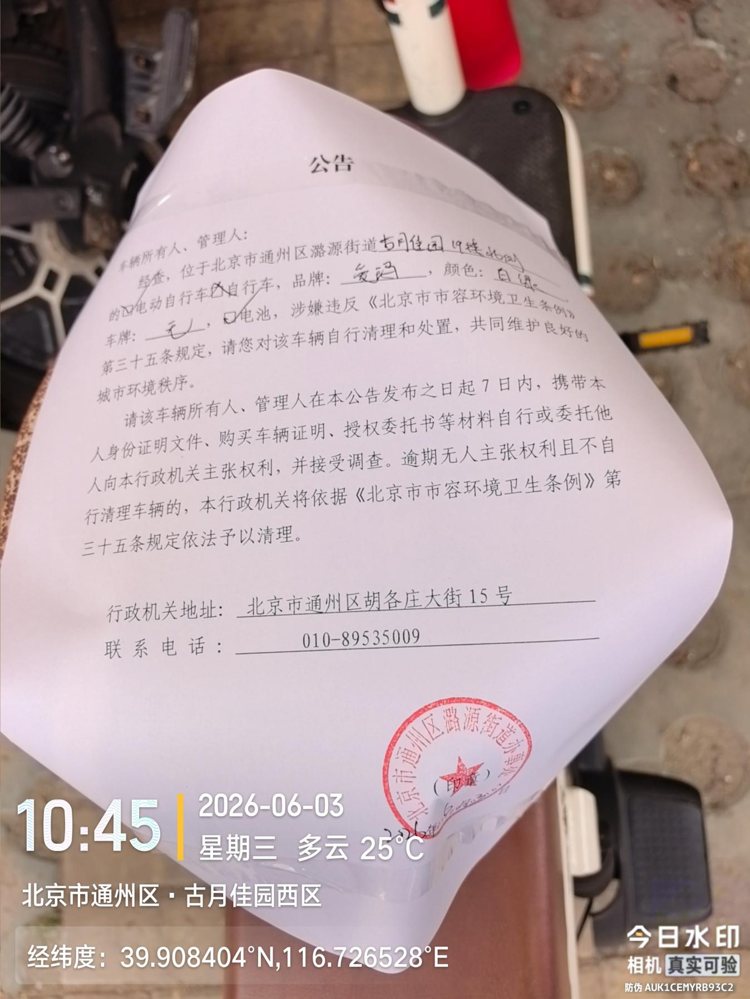 公告
车辆所有人、管理人：
经查，位于北京市通州区潞源街道古月佳园19楼北侧
的☑电动自行车☒自行车，品牌：爱玛，颜色：白绿，
车牌：无，☑电池，涉嫌违反《北京市市容环境卫生条例》
第三十五条规定，请您对该车辆自行清理和处置，共同维护良好的
城市环境秩序。
请该车辆所有人、管理人在本公告发布之日起7日内，携带本
人身份证明文件、购买车辆证明、授权委托书等材料自行或委托他
人向本行政机关主张权利，并接受调查。逾期无人主张权利且不自
行清理车辆的，本行政机关将依据《北京市市容环境卫生条例》第
三十五条规定依法予以清理。
行政机关地址：北京市通州区胡各庄大街15号
联系电话：010-89535009
北京市通州区潞源街道办事处
（印章）
2026年
10:45
2026-06-03
星期三 多云 25°C
北京市通州区·古月佳园西区
经纬度：39.908404°N,116.726528°E
今日水印
相机 真实可验
防伪 AUK1CEMYRB93C2